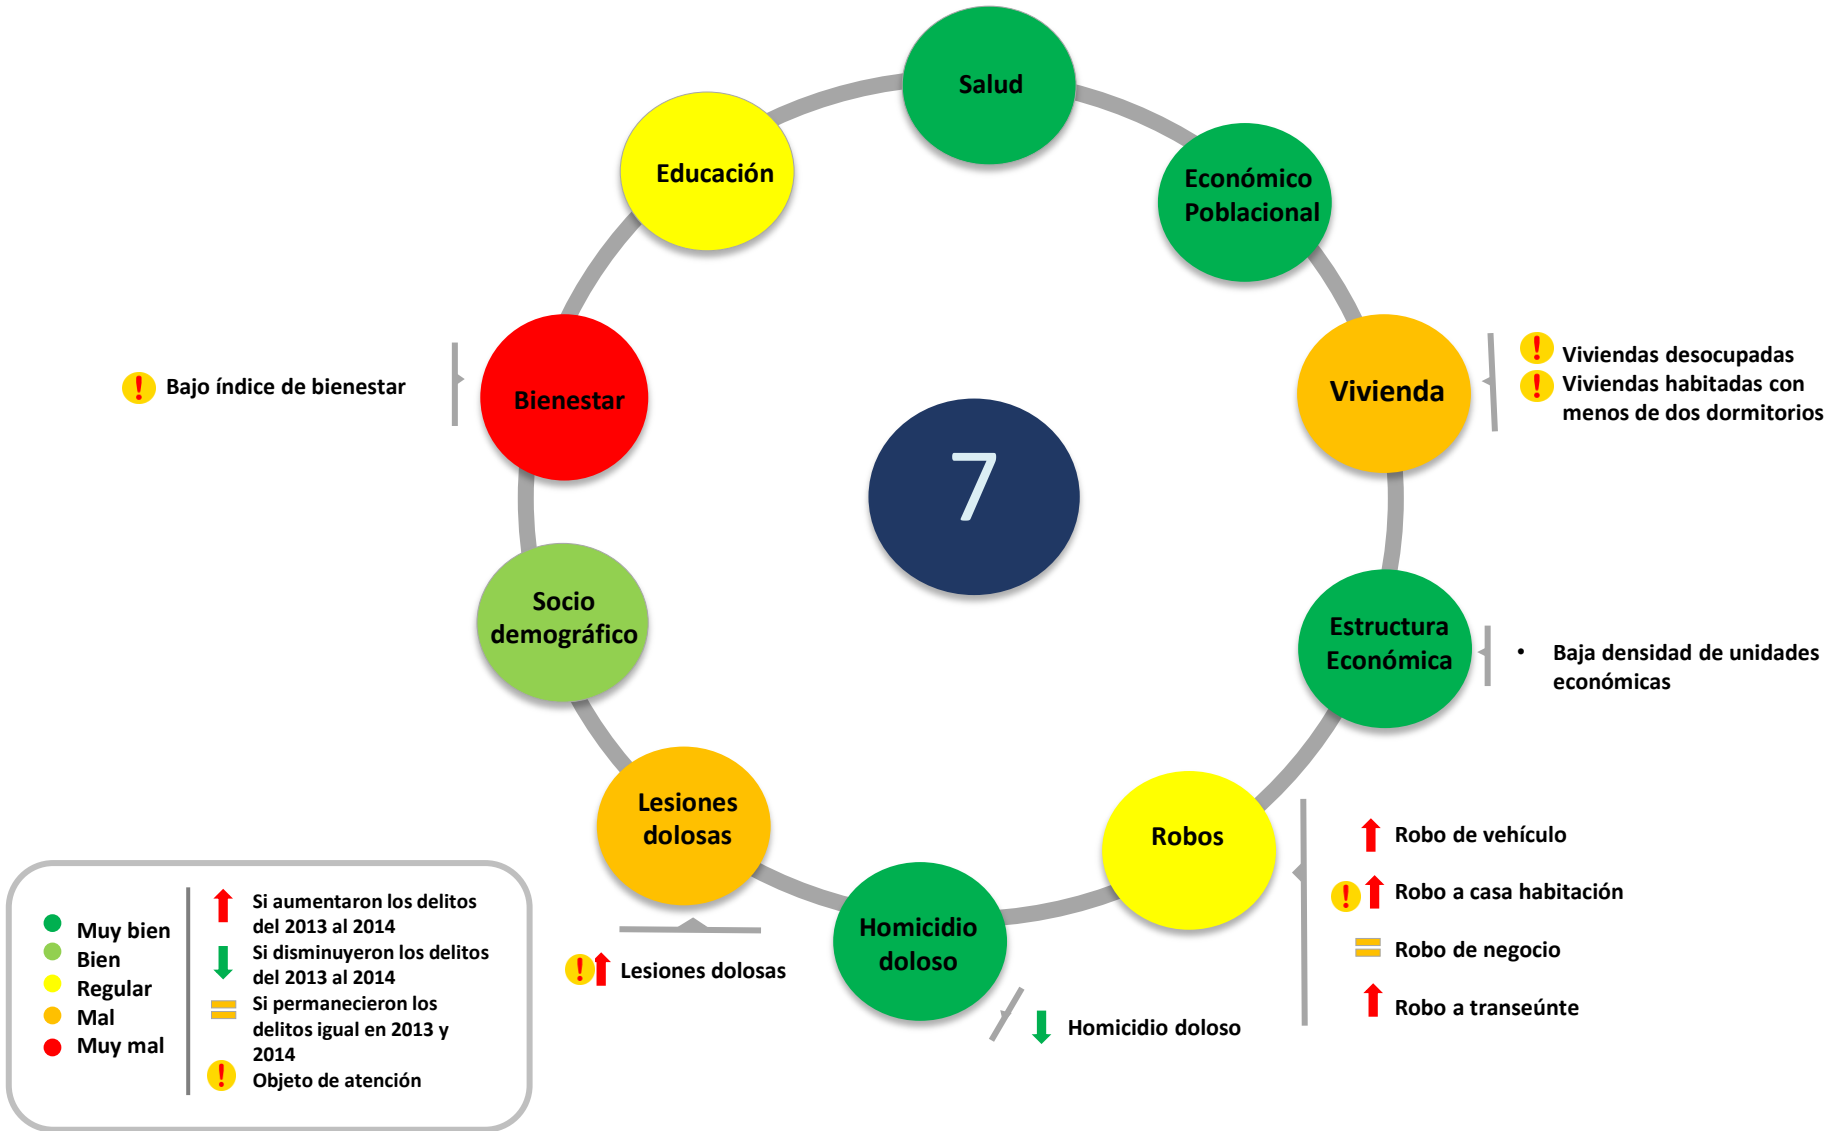 Salud
Educación
Económico
Poblacional
Bienestar
Bajo índice de bienestar
Vivienda
Viviendas desocupadas
Viviendas habitadas con
menos de dos dormitorios
7
Socio
demográfico
Estructura
Económica
• Baja densidad de unidades
económicas
Lesiones
dolosas
Lesiones dolosas
Homicidio
doloso
Homicidio doloso
Robos
Robo de vehículo
Robo a casa habitación
Robo de negocio
Robo a transeúnte
Muy bien
Bien
Regular
Mal
Muy mal
Si aumentaron los delitos
del 2013 al 2014
Si disminuyeron los delitos
del 2013 al 2014
Si permanecieron los
delitos igual en 2013 y
2014
Objeto de atención